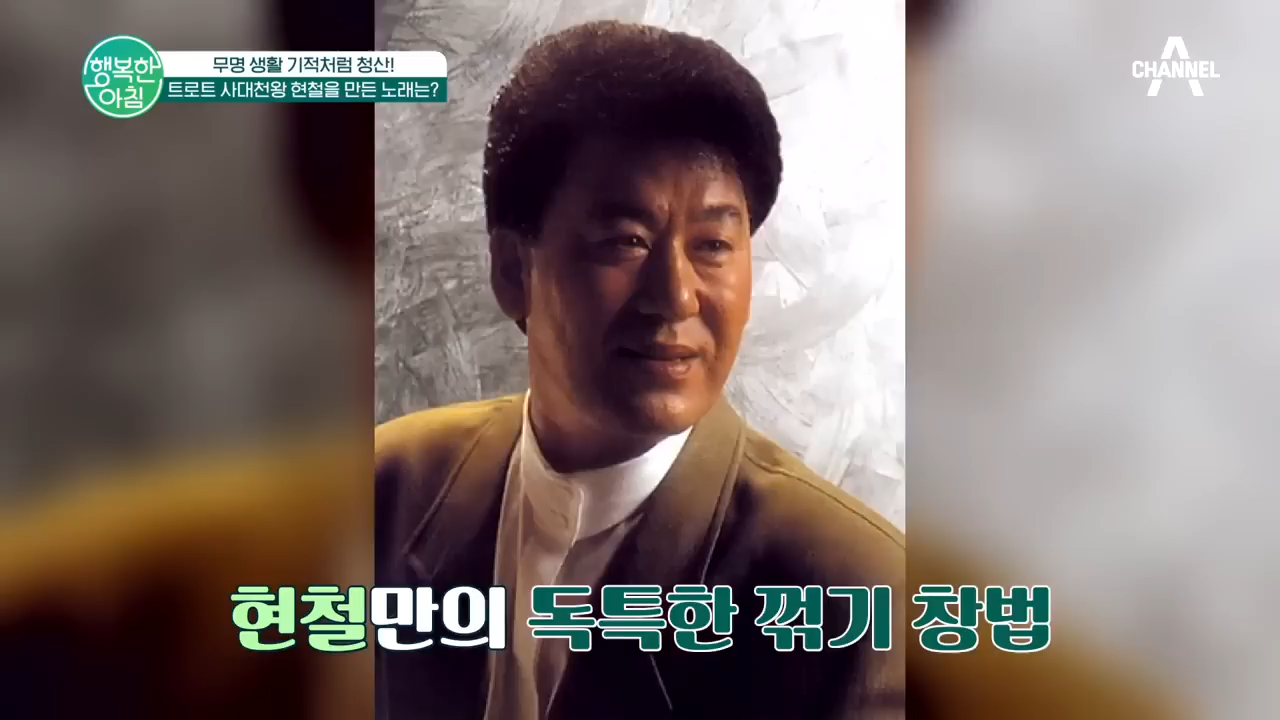 행복한
아침
무명 생활 기적처럼 청산!
트로트 사대천왕 현철을 만든 노래는?
CHANNEL A
현철만의 독특한 꺾기 창법